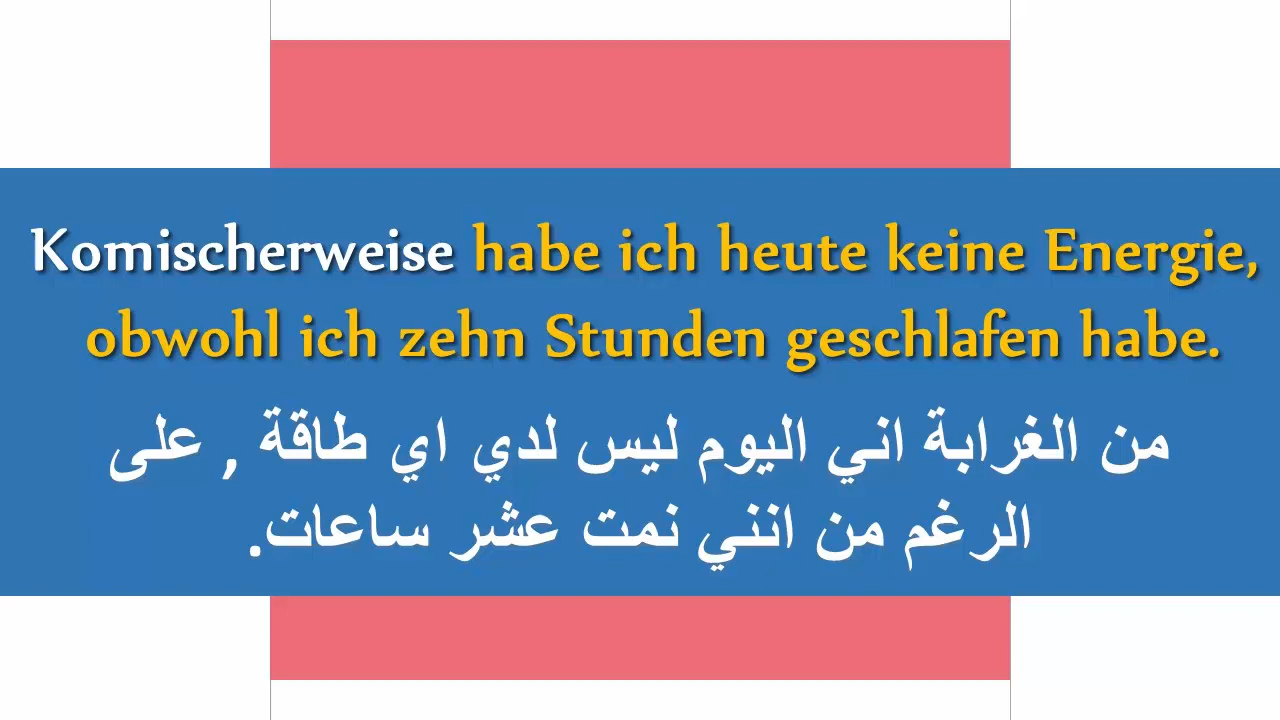 Komischerweise habe ich heute keine Energie,
obwohl ich zehn Stunden geschlafen habe.
من الغرابة اني اليوم ليس لدي اي طاقة , على
الرغم من انني نمت عشر ساعات.